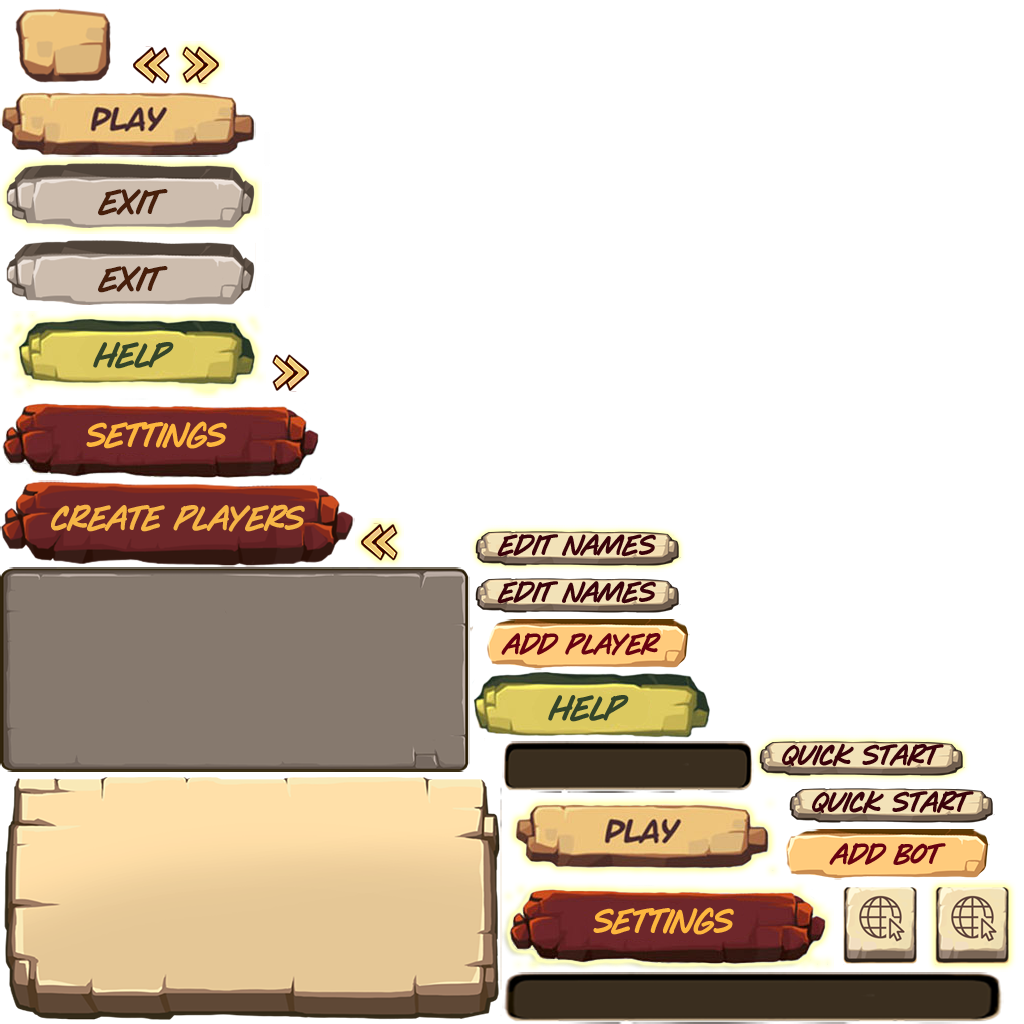 PLAY
EXIT
EXIT
HELP
SETTINGS
CREATE PLAYERS
EDIT NAMES
EDIT NAMES
ADD PLAYER
HELP
QUICK START
QUICK START
PLAY
ADD BOT
SETTINGS